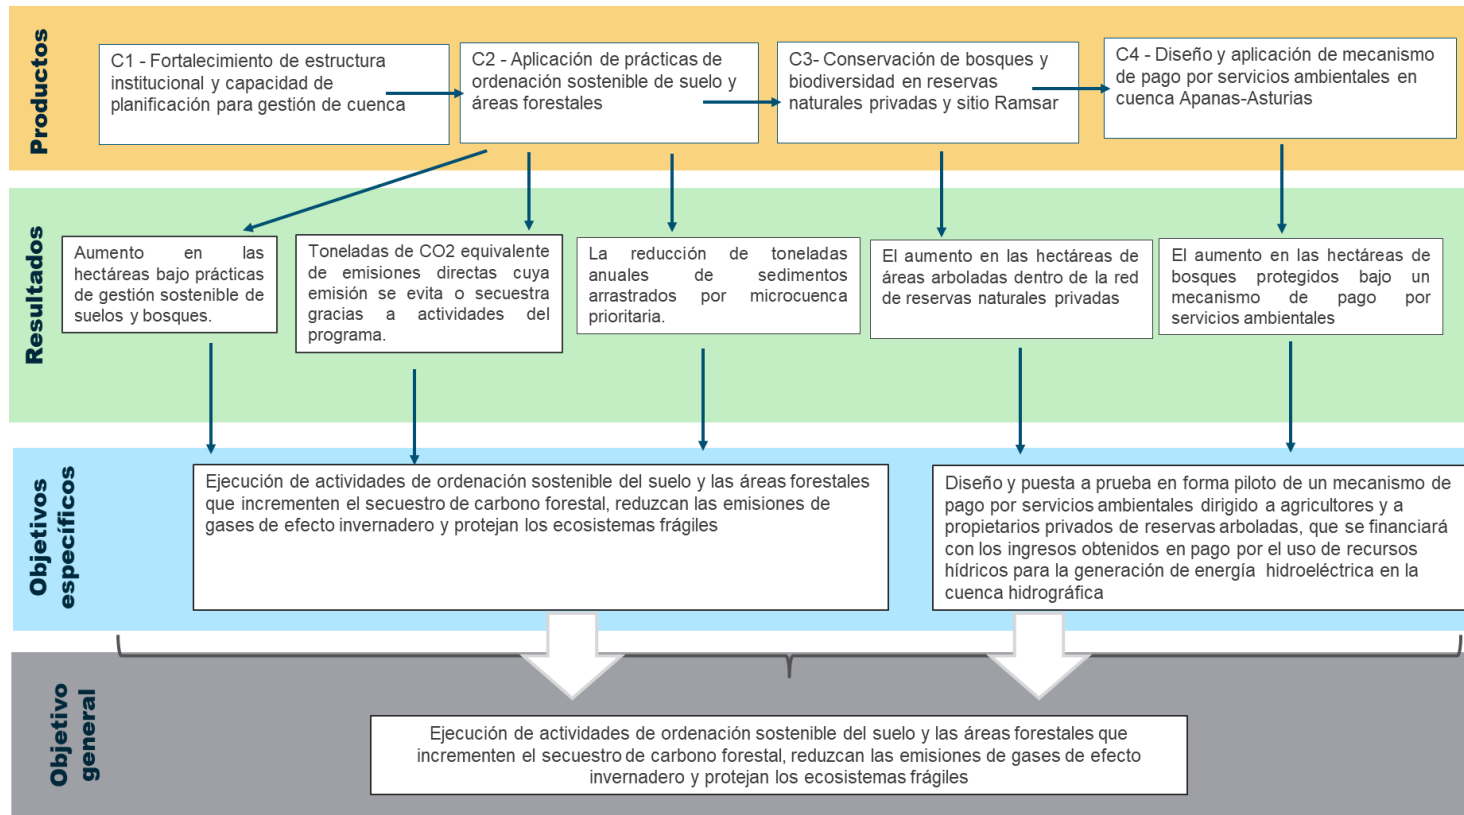 Productos
C1 - Fortalecimiento de estructura
institucional y capacidad de
planificación para gestión de cuenca
C2 - Aplicación de prácticas de
ordenación sostenible de suelo y
áreas forestales
C3- Conservación de bosques y
biodiversidad en reservas
naturales privadas y sitio Ramsar
C4 - Diseño y aplicación de mecanismo
de pago por servicios ambientales en
cuenca Apanas-Asturias
Resultados
Aumento en las
hectáreas bajo prácticas
de gestión sostenible de
suelos y bosques.
Toneladas de CO2 equivalente
de emisiones directas cuya
emisión se evita o secuestra
gracias a actividades del
programa.
La reducción de toneladas
anuales de sedimentos
arrastrados por microcuenca
prioritaria.
El aumento en las hectáreas de
áreas arboladas dentro de la red
de reservas naturales privadas
El aumento en las hectáreas de
bosques protegidos bajo un
mecanismo de pago por
servicios ambientales
Objetivos
específicos
Ejecución de actividades de ordenación sostenible del suelo y las áreas forestales
que incrementen el secuestro de carbono forestal, reduzcan las emisiones de
gases de efecto invernadero y protejan los ecosistemas frágiles
Diseño y puesta a prueba en forma piloto de un mecanismo de
pago por servicios ambientales dirigido a agricultores y a
propietarios privados de reservas arboladas, que se financiará
con los ingresos obtenidos en pago por el uso de recursos
hídricos para la generación de energía hidroeléctrica en la
cuenca hidrográfica
Objetivo
general
Ejecución de actividades de ordenación sostenible del suelo y las áreas forestales que
incrementen el secuestro de carbono forestal, reduzcan las emisiones de gases de efecto
invernadero y protejan los ecosistemas frágiles